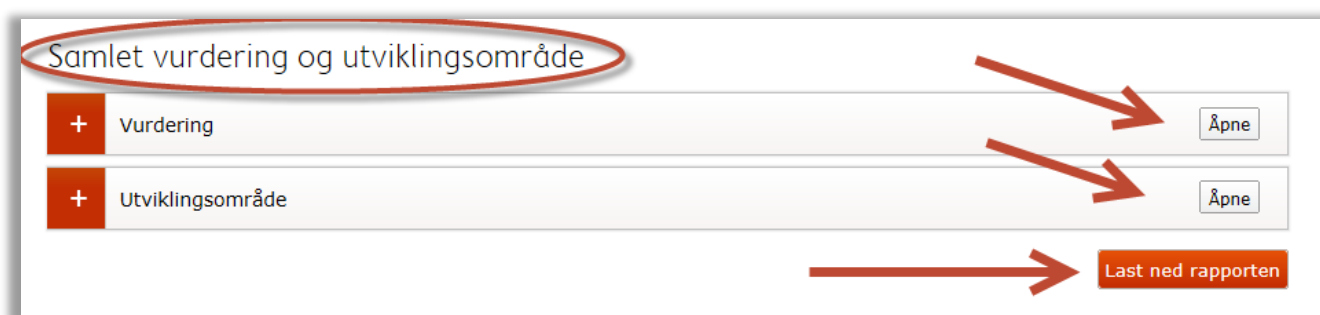 Samlet vurdering og utviklingsområde
+ Vurdering Åpne
+ Utviklingsområde Åpne
Last ned rapporten